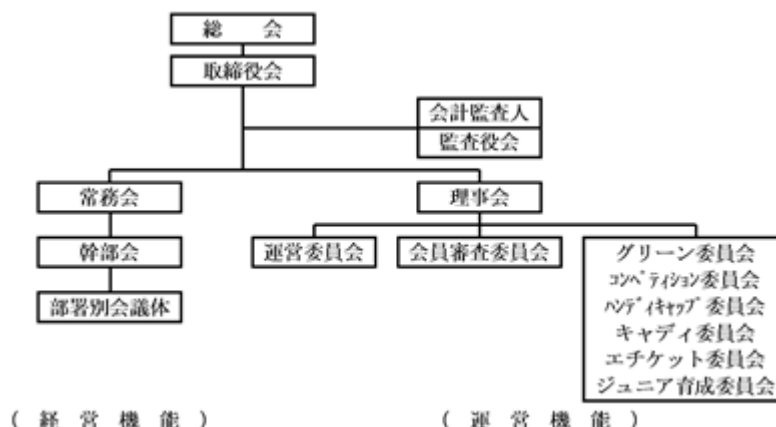 総　会
取締役会
会計監査人
監査役会
常務会
理事会
幹部会
運営委員会
会員審査委員会
グリーン委員会
コンペティション委員会
ハンディキャップ委員会
キャディ委員会
エチケット委員会
ジュニア育成委員会
部署別会議体
（ 経 営 機 能 ）
（ 運 営 機 能 ）